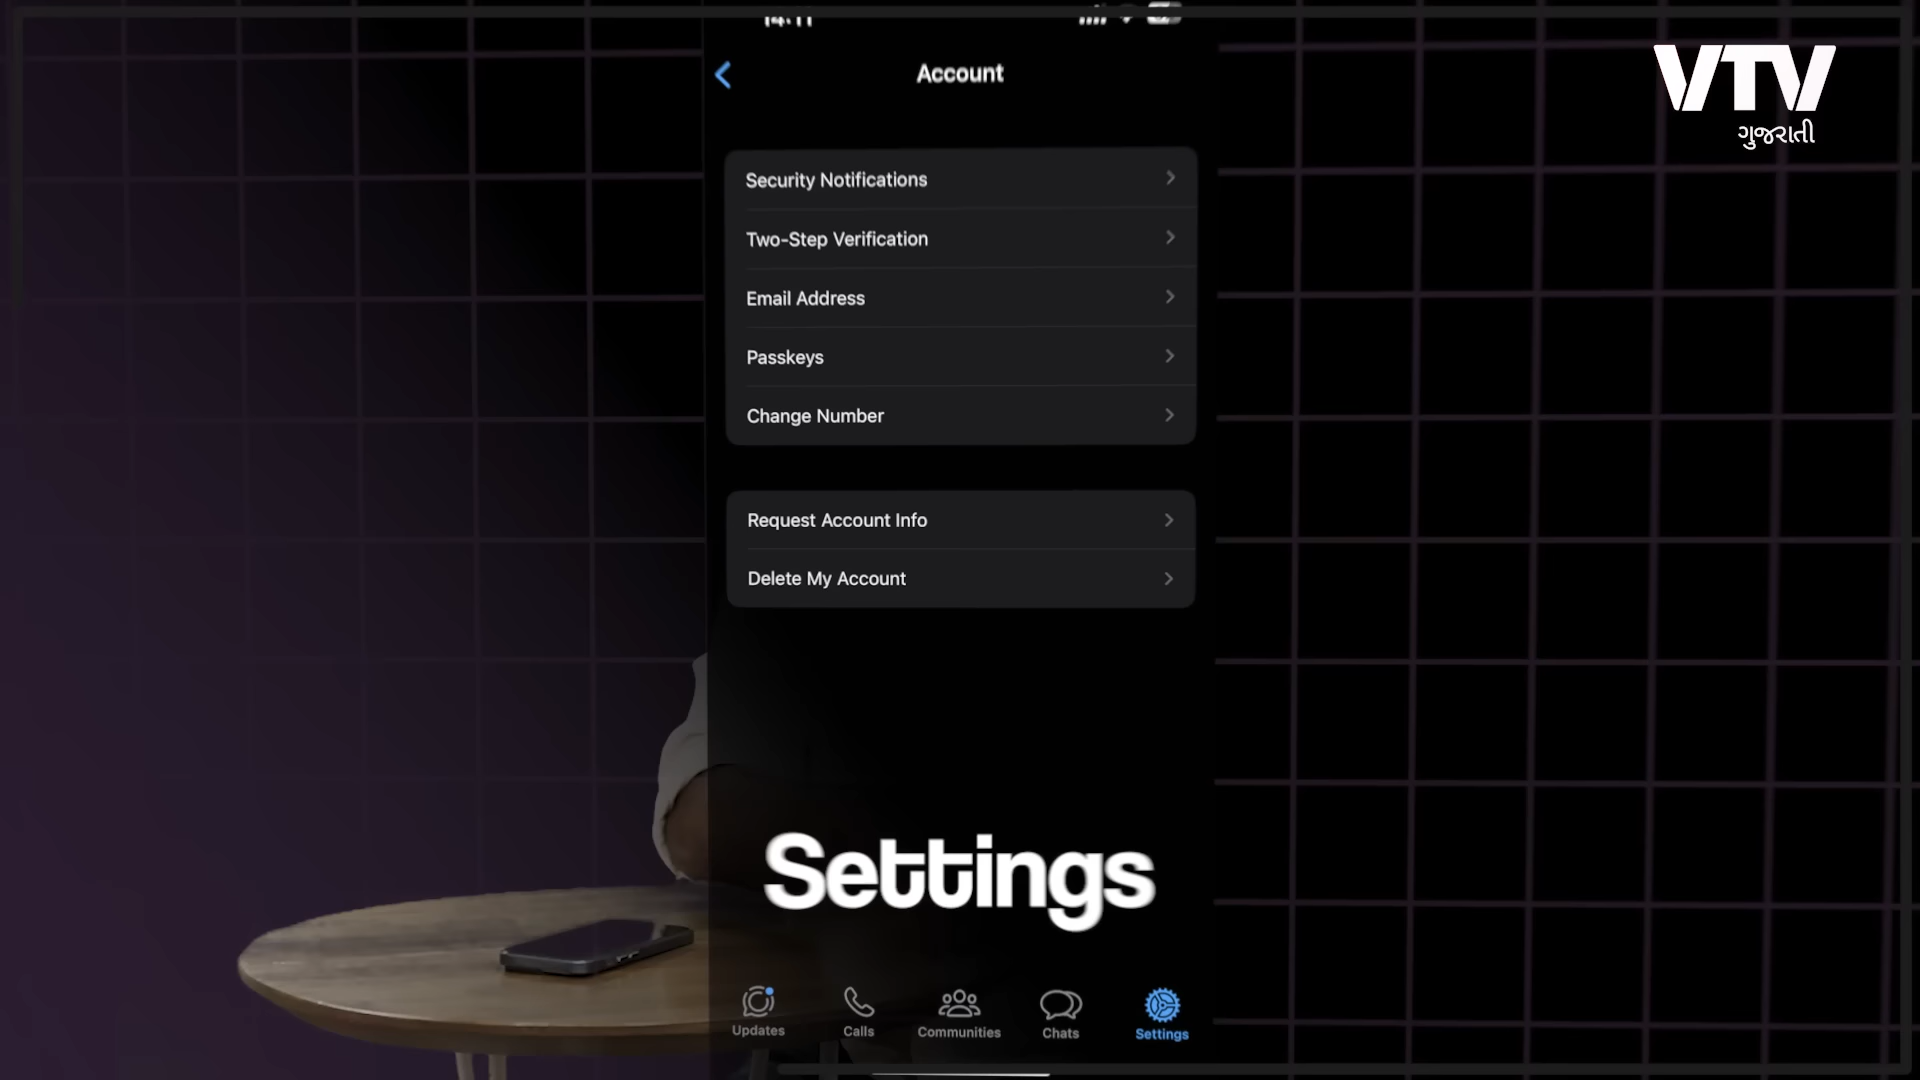 Account
VTV
ગુજરાતી
Security Notifications
Two-Step Verification
Email Address
Passkeys
Change Number
Request Account Info
Delete My Account
Settings
Updates
Calls
Communities
Chats
Settings